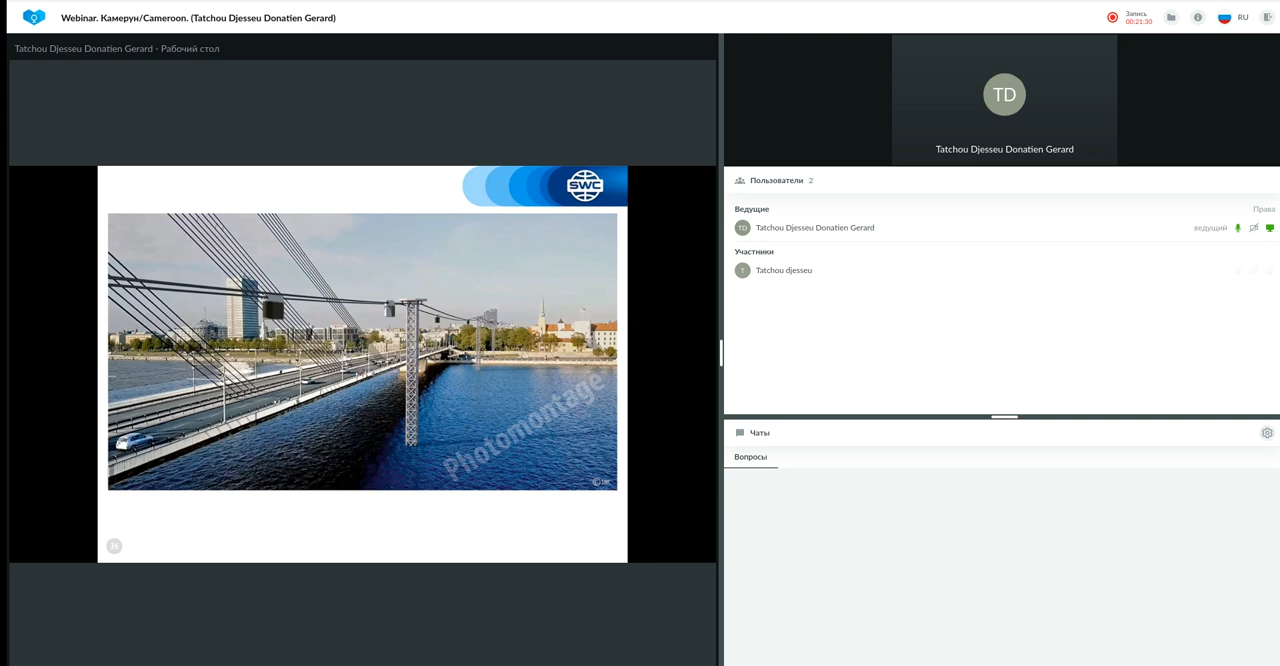 Webinar. Камерун/Cameroon. (Tatchou Djesseu Donatien Gerard)
Запись
00:21:30
RU
Tatchou Djesseu Donatien Gerard - Рабочий стол
TD
Tatchou Djesseu Donatien Gerard
SWC
Photomontage
36
Пользователи 2
Ведущие Права
TD Tatchou Djesseu Donatien Gerard ведущий
Участники
T Tatchou djesseu
Чаты
Вопросы